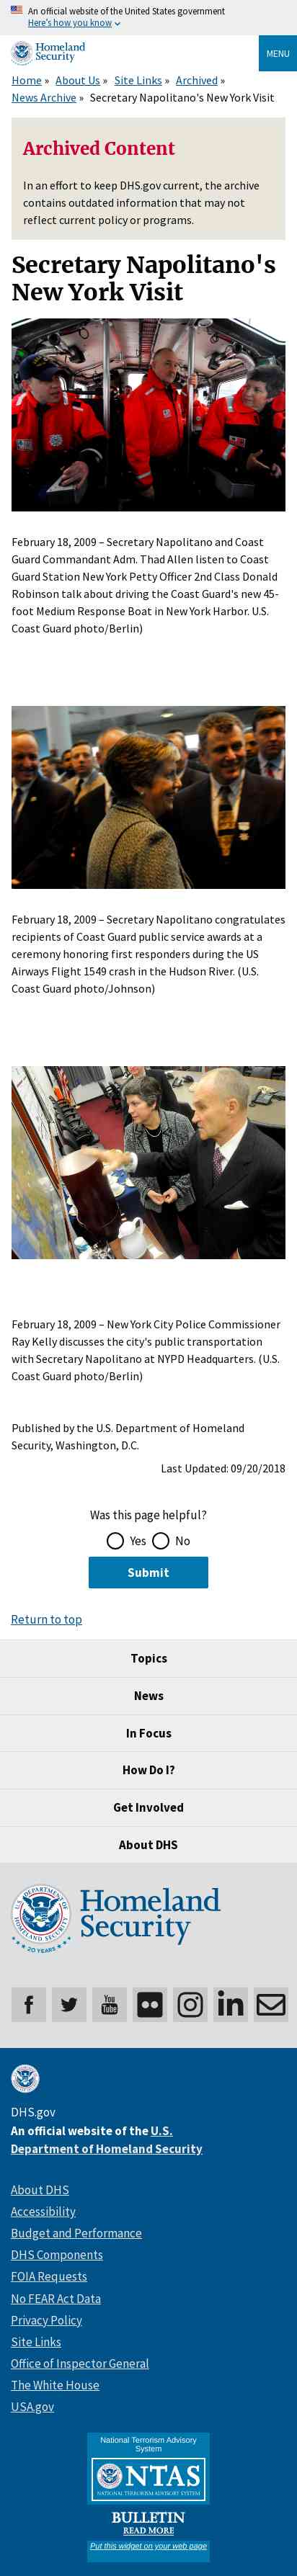 An official website of the United States government
Here's how you know
Homeland
Security
MENU
Home » About Us » Site Links » Archived »
News Archive » Secretary Napolitano's New York Visit
Archived Content
In an effort to keep DHS.gov current, the archive
contains outdated information that may not
reflect current policy or programs.
Secretary Napolitano's
New York Visit
February 18, 2009 – Secretary Napolitano and Coast
Guard Commandant Adm. Thad Allen listen to Coast
Guard Station New York Petty Officer 2nd Class Donald
Robinson talk about driving the Coast Guard's new 45-
foot Medium Response Boat in New York Harbor. U.S.
Coast Guard photo/Berlin)
February 18, 2009 – Secretary Napolitano congratulates
recipients of Coast Guard public service awards at a
ceremony honoring first responders during the US
Airways Flight 1549 crash in the Hudson River. (U.S.
Coast Guard photo/Johnson)
February 18, 2009 – New York City Police Commissioner
Ray Kelly discusses the city's public transportation
with Secretary Napolitano at NYPD Headquarters. (U.S.
Coast Guard photo/Berlin)
Published by the U.S. Department of Homeland
Security, Washington, D.C.
Last Updated: 09/20/2018
Was this page helpful?
Yes No
Submit
Return to top
Topics
News
In Focus
How Do I?
Get Involved
About DHS
U.S. DEPARTMENT OF HOMELAND SECURITY
20 YEARS
Homeland
Security
You
Tube
DHS.gov
An official website of the U.S.
Department of Homeland Security
About DHS
Accessibility
Budget and Performance
DHS Components
FOIA Requests
No FEAR Act Data
Privacy Policy
Site Links
Office of Inspector General
The White House
USA.gov
National Terrorism Advisory
System
NTAS
NATIONAL TERRORISM ADVISORY SYSTEM
BULLETIN
READ MORE
Put this widget on your web page